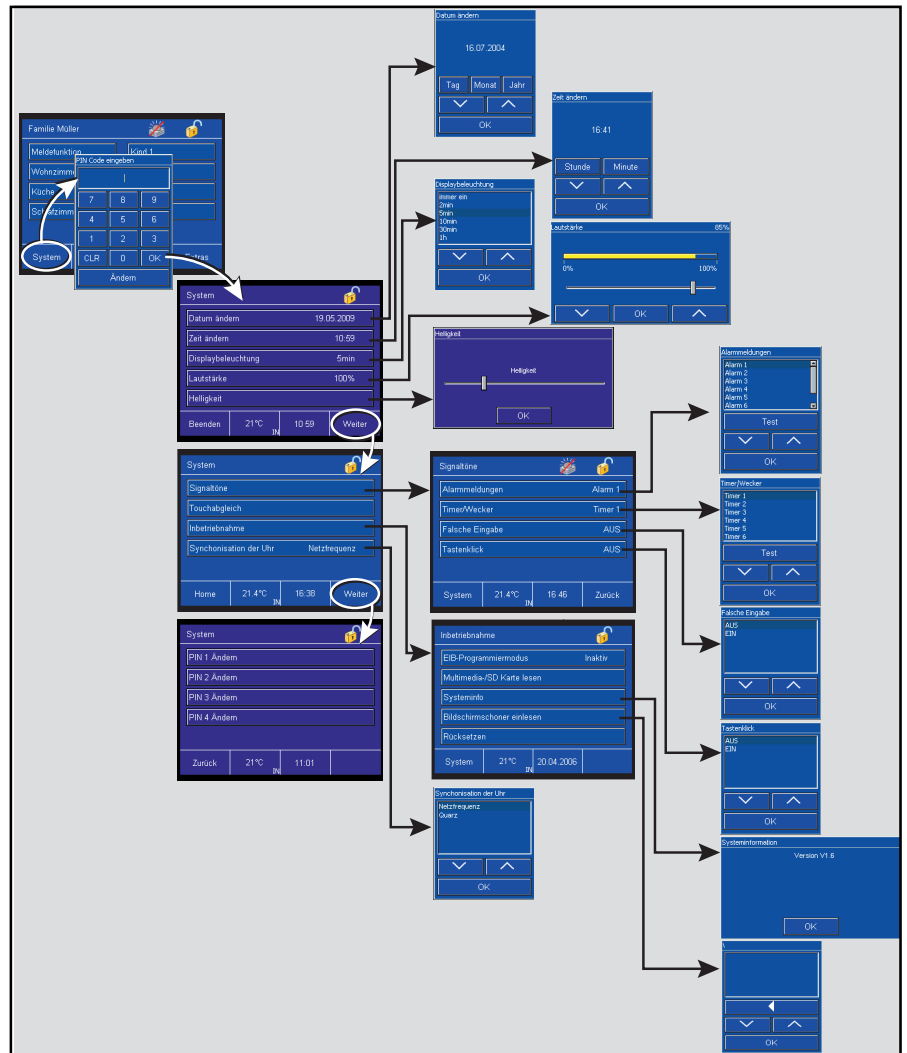 Datum ändern
16.07.2004
Tag Monat Jahr
OK
Zeit ändern
16:41
Stunde Minute
OK
Familie Müller
Meldefunktion Kind 1
Wohnzimme
Küche
Schlafzimm
System
PIN Code eingeben
7 8 9
4 5 6
1 2 3
CLR 0 OK
Ändern
Displaybeleuchtung
immer ein
2min
5min
10min
30min
1h
OK
Lautstärke 85%
0% 100%
OK
System
Datum ändern 19.05.2009
Zeit ändern 10:59
Displaybeleuchtung 5min
Lautstärke 100%
Helligkeit
Beenden 21°C IN 10 59 Weiter
Helligkeit
Helligkeit
OK
Alarmmeldungen
Alarm 1
Alarm 2
Alarm 3
Alarm 4
Alarm 5
Alarm 6
Test
OK
System
Signaltöne
Touchabgleich
Inbetriebnahme
Synchonisation der Uhr Netzfrequenz
Home 21.4°C IN 16:38 Weiter
Signaltöne
Alarmmeldungen Alarm 1
Timer/Wecker Timer 1
Falsche Eingabe AUS
Tastenklick AUS
System 21.4°C IN 16 46 Zurück
Timer/Wecker
Timer 1
Timer 2
Timer 3
Timer 4
Timer 5
Timer 6
Test
OK
Falsche Eingabe
AUS
EIN
OK
System
PIN 1 Ändern
PIN 2 Ändern
PIN 3 Ändern
PIN 4 Ändern
Zurück 21°C IN 11:01
Inbetriebnahme
EIB-Programmiermodus Inaktiv
Multimedia-/SD Karte lesen
Systeminfo
Bildschirmschoner einlesen
Rücksetzen
System 21°C IN 20.04.2006
Tastenklick
AUS
EIN
OK
Synchonisation der Uhr
Netzfrequenz
Quarz
OK
Systeminformation
Version V1.6
OK
\
OK